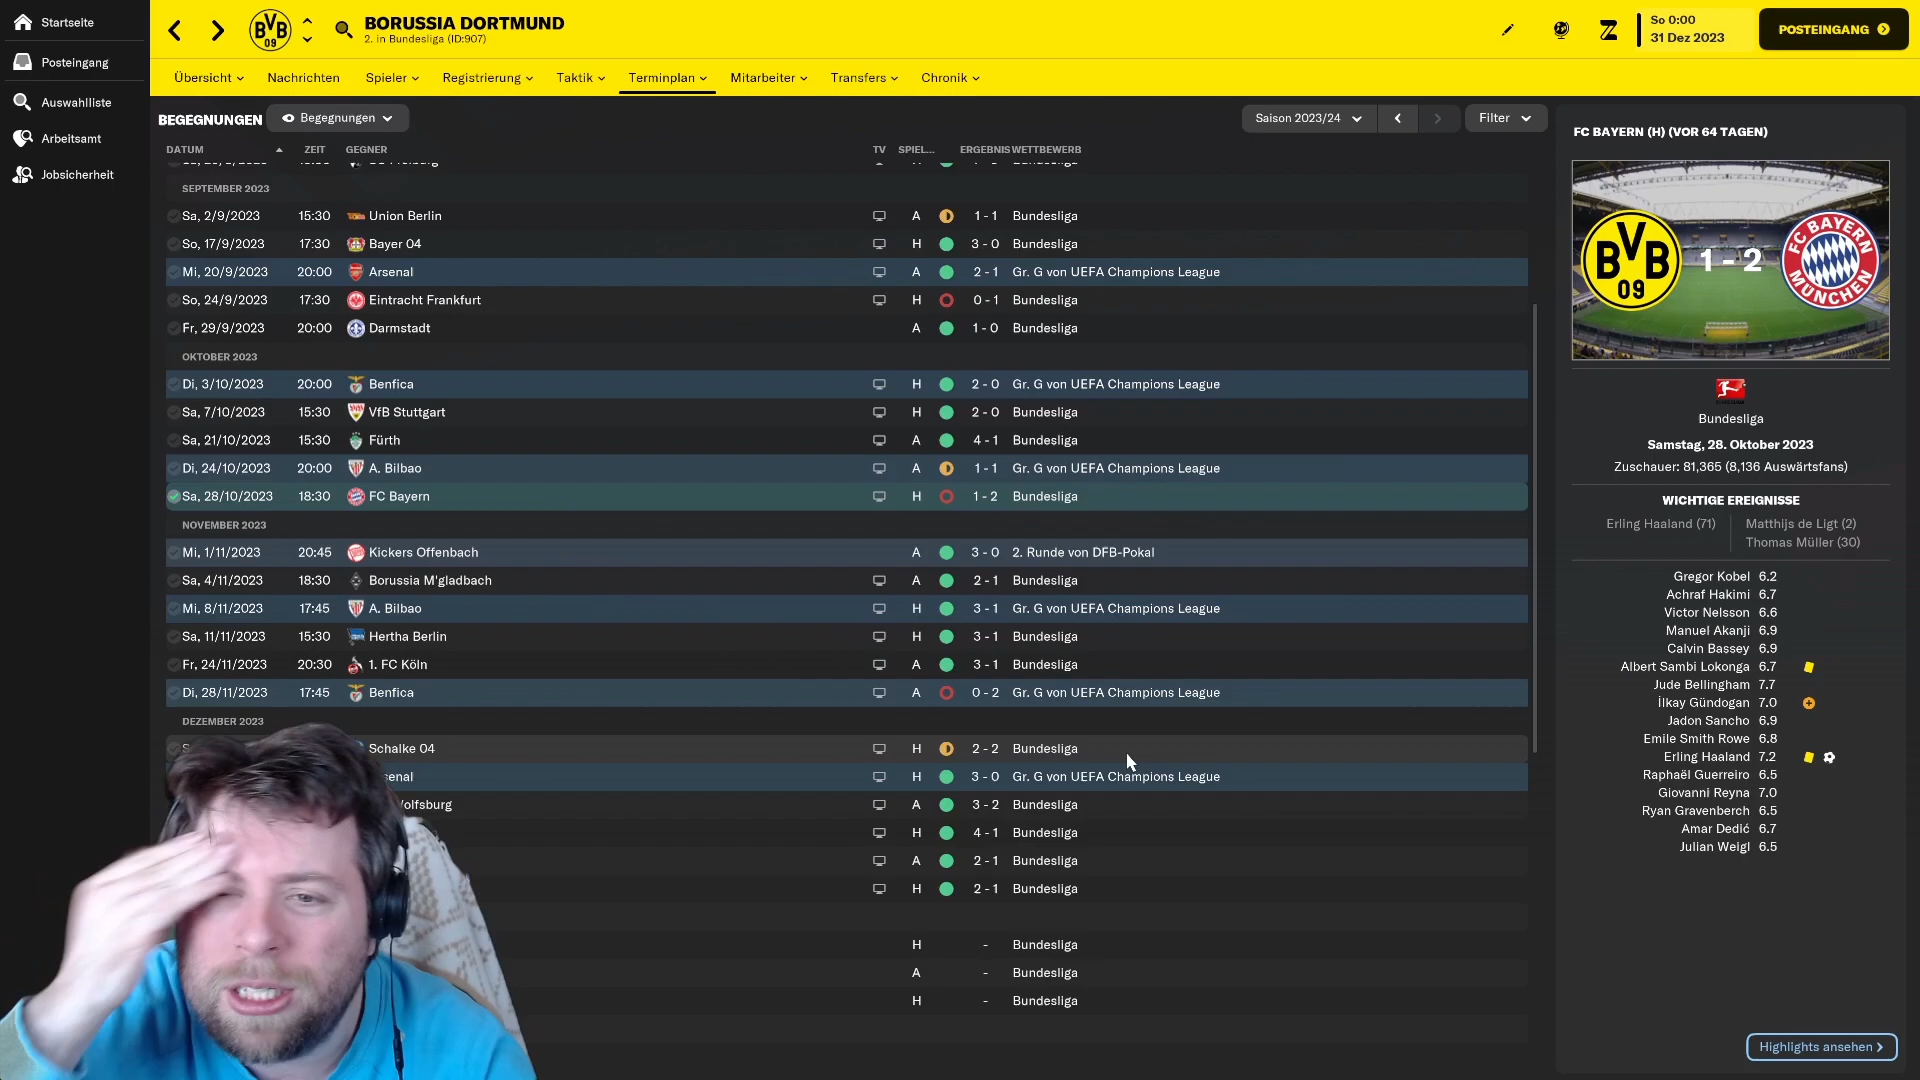 Startseite
Posteingang
Auswahlliste
Arbeitsamt
Jobsicherheit
BVB 09
BORUSSIA DORTMUND
2. in Bundesliga (ID:907)
So 0:00
31 Dez 2023
POSTEINGANG
Übersicht Nachrichten Spieler Registrierung Taktik Terminplan Mitarbeiter Transfers Chronik
BEGEGNUNGEN Begegnungen Saison 2023/24 Filter
DATUM ZEIT GEGNER TV SPIEL... ERGEBNIS WETTBEWERB
SEPTEMBER 2023
Sa, 2/9/2023 15:30 Union Berlin A 1 - 1 Bundesliga
So, 17/9/2023 17:30 Bayer 04 H 3 - 0 Bundesliga
Mi, 20/9/2023 20:00 Arsenal A 2 - 1 Gr. G von UEFA Champions League
So, 24/9/2023 17:30 Eintracht Frankfurt H 0 - 1 Bundesliga
Fr, 29/9/2023 20:00 Darmstadt A 1 - 0 Bundesliga
OKTOBER 2023
Di, 3/10/2023 20:00 Benfica H 2 - 0 Gr. G von UEFA Champions League
Sa, 7/10/2023 15:30 VfB Stuttgart H 2 - 0 Bundesliga
Sa, 21/10/2023 15:30 Fürth A 4 - 1 Bundesliga
Di, 24/10/2023 20:00 A. Bilbao A 1 - 1 Gr. G von UEFA Champions League
Sa, 28/10/2023 18:30 FC Bayern H 1 - 2 Bundesliga
NOVEMBER 2023
Mi, 1/11/2023 20:45 Kickers Offenbach A 3 - 0 2. Runde von DFB-Pokal
Sa, 4/11/2023 18:30 Borussia M'gladbach A 2 - 1 Bundesliga
Mi, 8/11/2023 17:45 A. Bilbao H 3 - 1 Gr. G von UEFA Champions League
Sa, 11/11/2023 15:30 Hertha Berlin H 3 - 1 Bundesliga
Fr, 24/11/2023 20:30 1. FC Köln A 3 - 1 Bundesliga
Di, 28/11/2023 17:45 Benfica A 0 - 2 Gr. G von UEFA Champions League
DEZEMBER 2023
Schalke 04 H 2 - 2 Bundesliga
H 3 - 0 Gr. G von UEFA Champions League
A 3 - 2 Bundesliga
H 4 - 1 Bundesliga
A 2 - 1 Bundesliga
H 2 - 1 Bundesliga
H - Bundesliga
A - Bundesliga
H - Bundesliga
FC BAYERN (H) (VOR 64 TAGEN)
BVB 09 1 - 2 FC BAYERN MÜNCHEN
Bundesliga
Samstag, 28. Oktober 2023
Zuschauer: 81,365 (8,136 Auswärtsfans)
WICHTIGE EREIGNISSE
Erling Haaland (71) Matthijs de Ligt (2)
Thomas Müller (30)
Gregor Kobel 6.2
Achraf Hakimi 6.7
Victor Nelsson 6.6
Manuel Akanji 6.9
Calvin Bassey 6.9
Albert Sambi Lokonga 6.7
Jude Bellingham 7.7
İlkay Gündogan 7.0
Jadon Sancho 6.9
Emile Smith Rowe 6.8
Erling Haaland 7.2
Raphaël Guerreiro 6.5
Giovanni Reyna 7.0
Ryan Gravenberch 6.5
Amar Dedić 6.7
Julian Weigl 6.5
Highlights ansehen